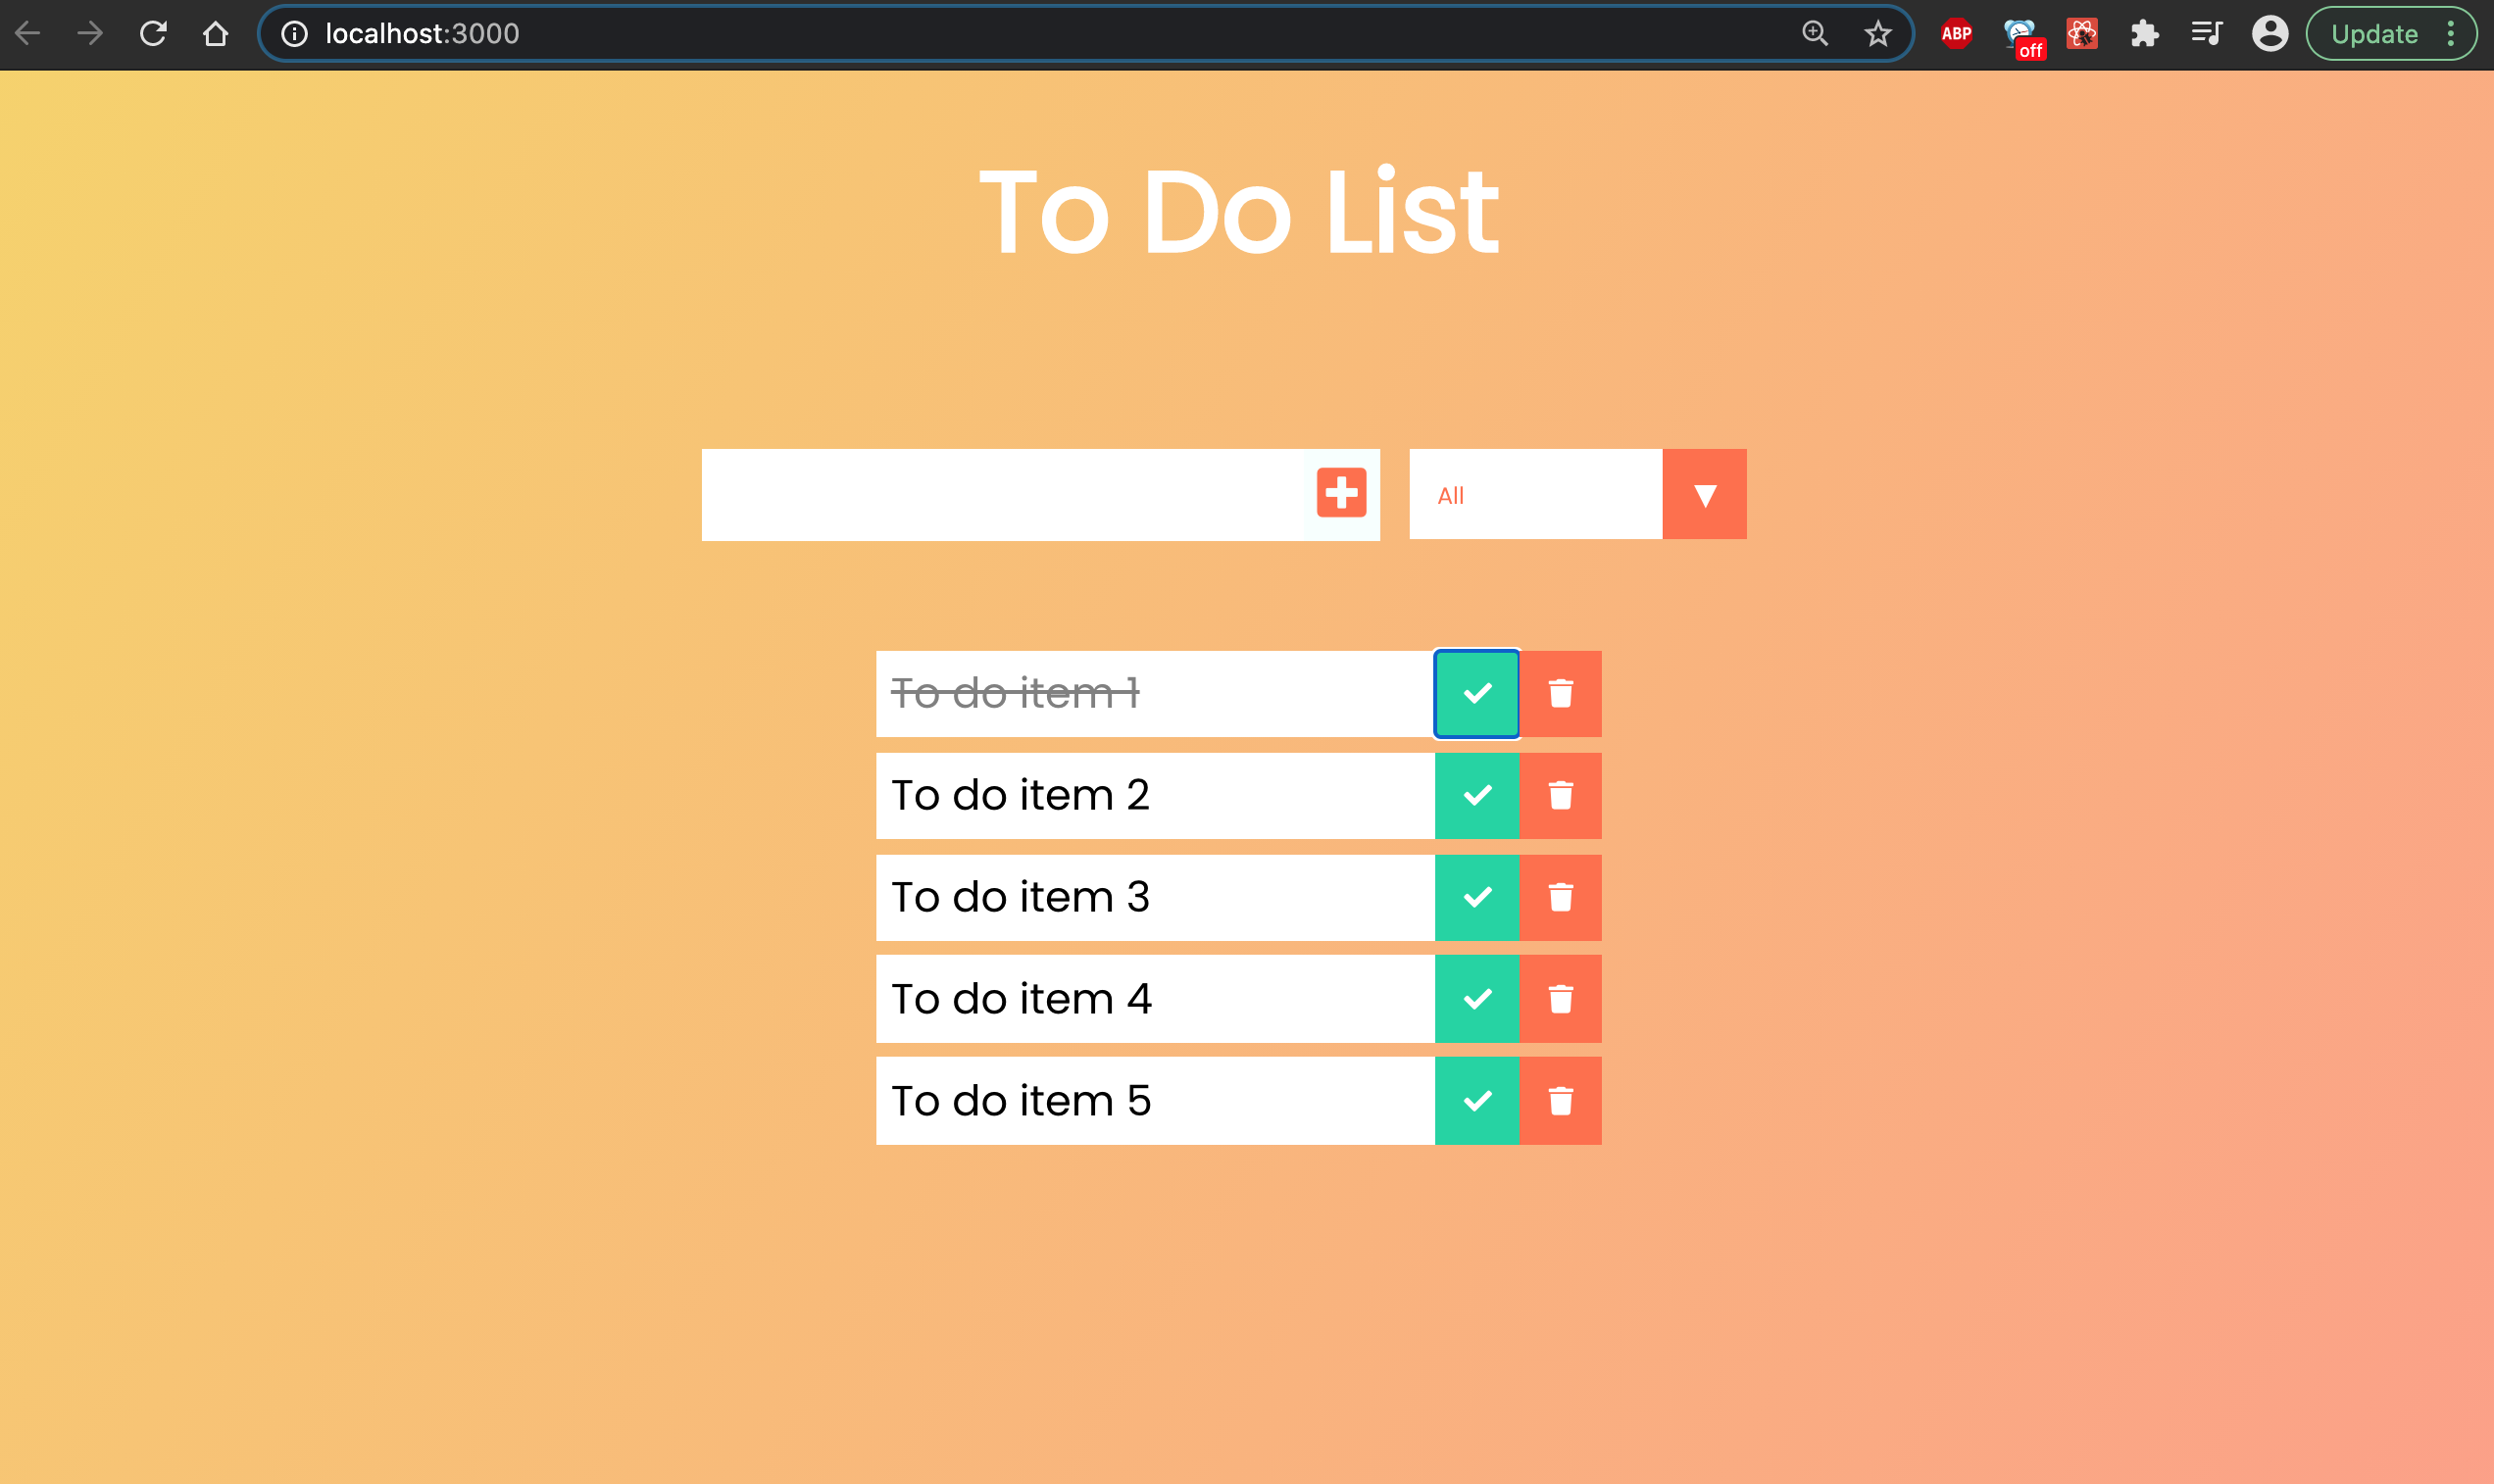 localhost:3000
ABP
off
Update
To Do List
All
To do item 1
To do item 2
To do item 3
To do item 4
To do item 5